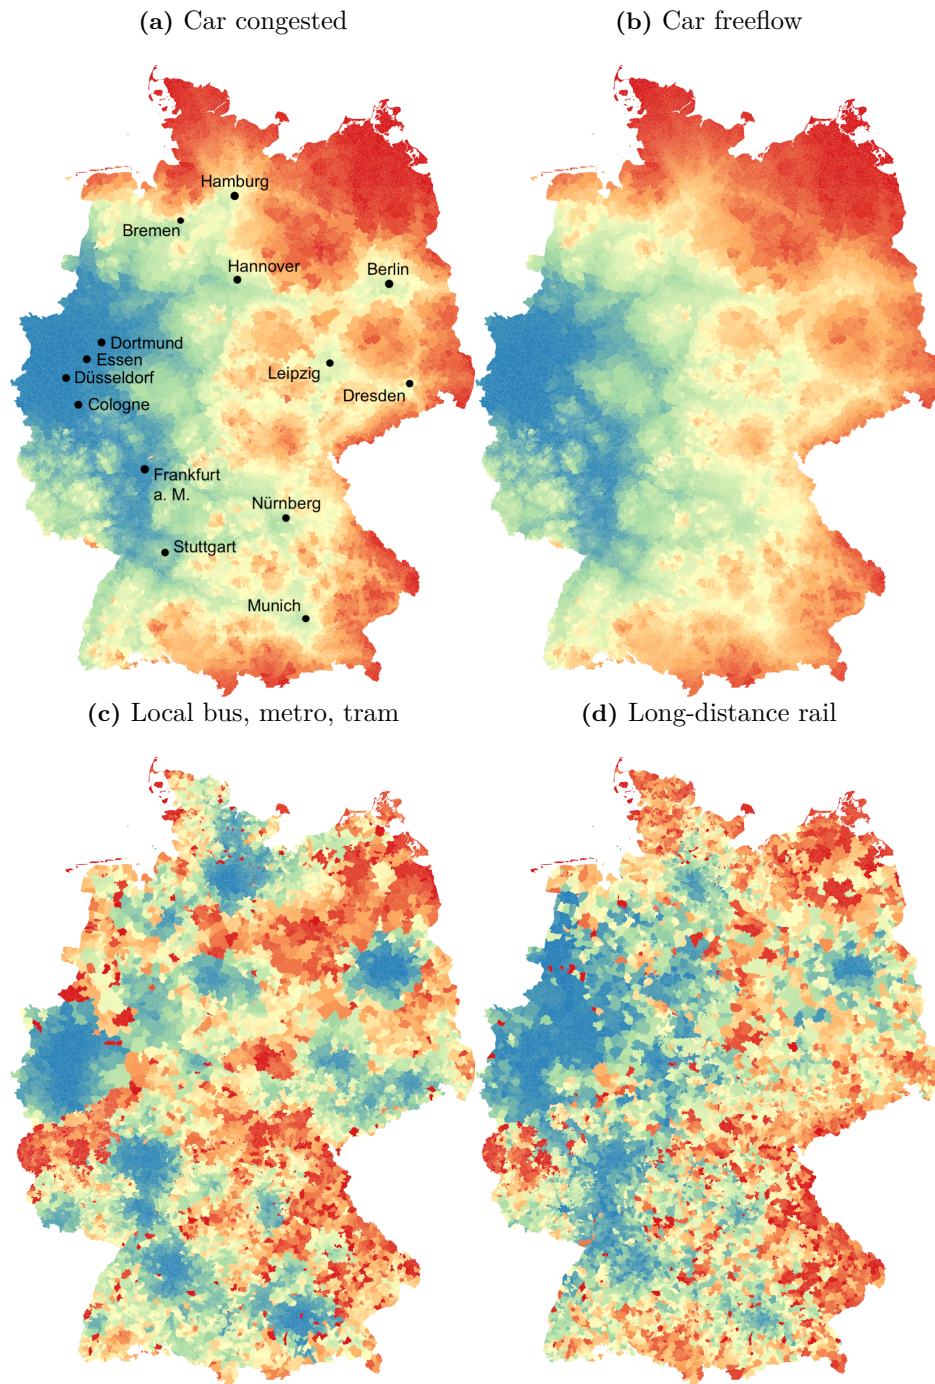 (a) Car congested
(b) Car freeflow
Hamburg
Bremen
Hannover
Berlin
Dortmund
Essen
Düsseldorf
Cologne
Leipzig
Dresden
Frankfurt
a. M.
Nürnberg
Stuttgart
Munich
(c) Local bus, metro, tram
(d) Long-distance rail